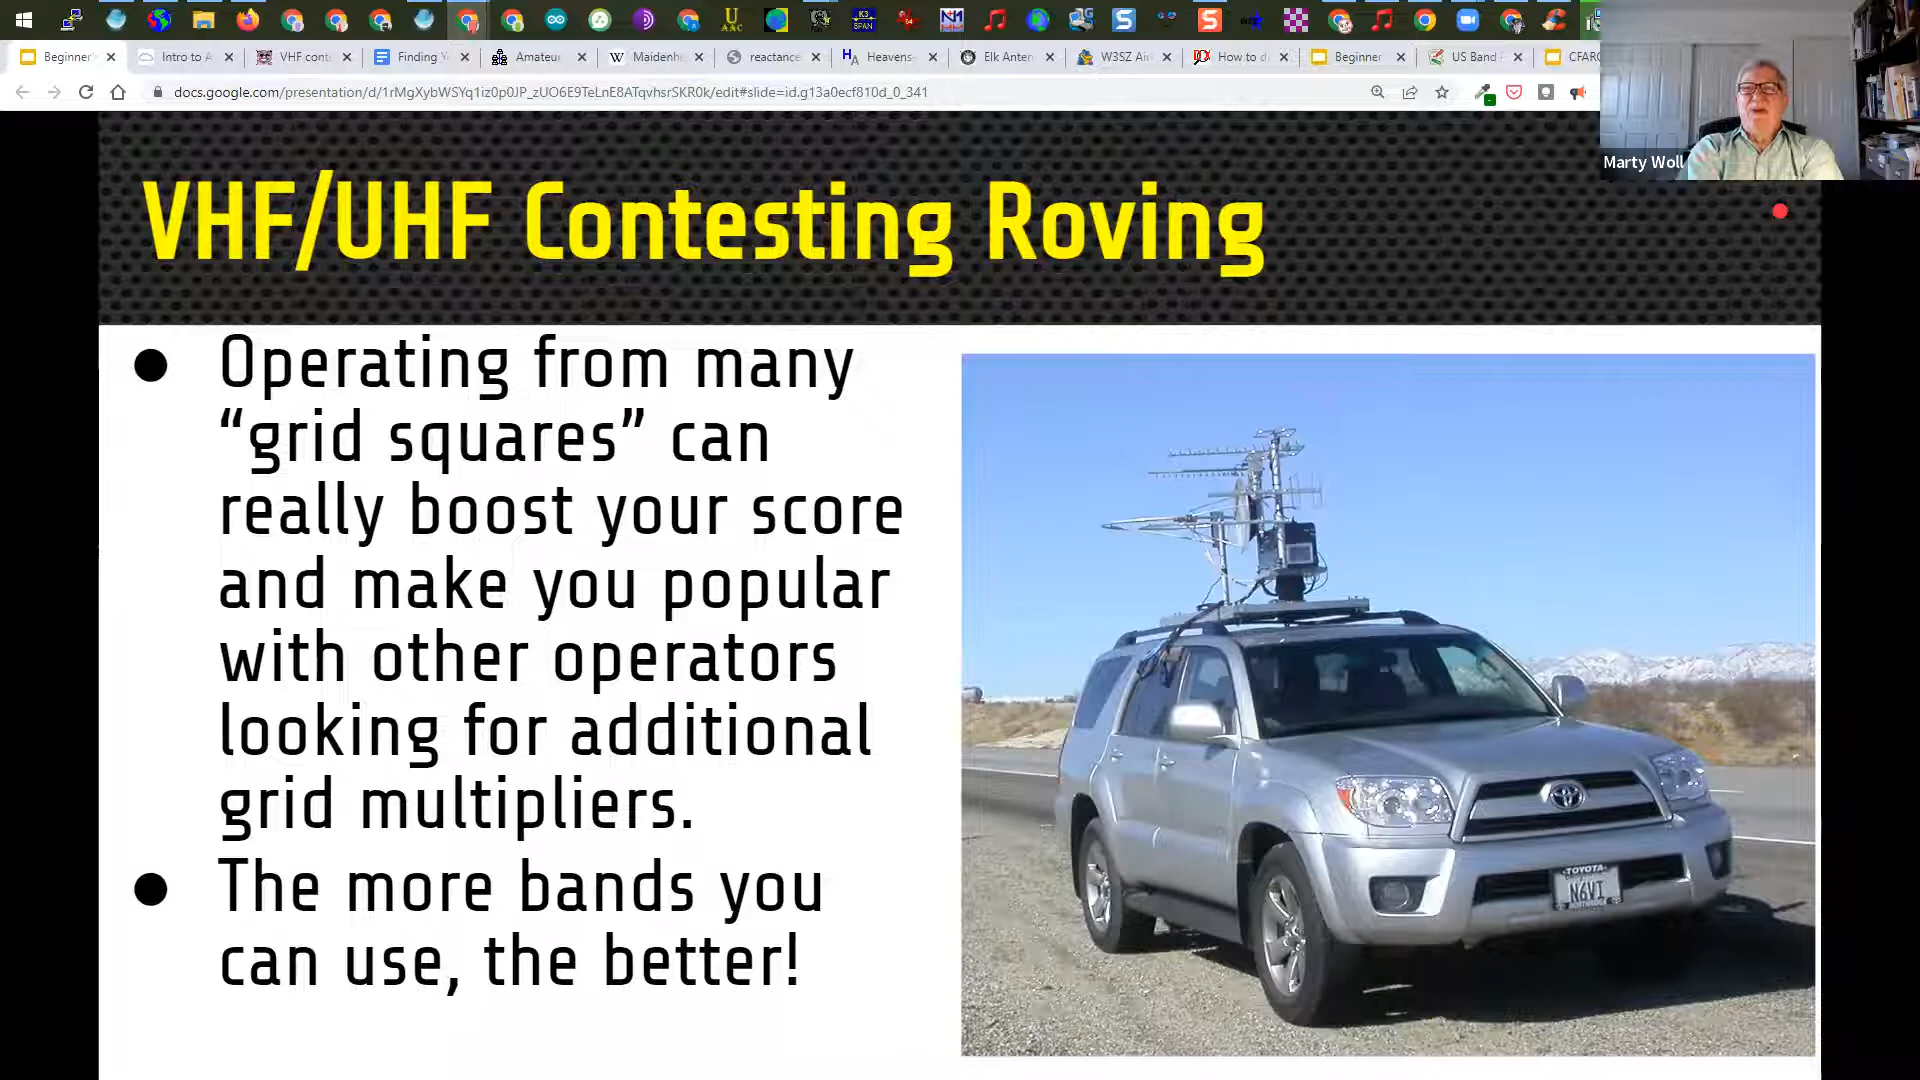 Beginner'
Intro to A
VHF conte
Finding Y
Amateur
Maidenhe
reactance
Heavens-
Elk Anten
W3SZ Air
How to d
Beginner
US Band P
CFARC
docs.google.com/presentation/d/1rMgXybWSYq1iz0p0JP_zUO6E9TeLnE8ATqvhsrSKR0k/edit#slide=id.g13a0ecf810d_0_341
Marty Woll
VHF/UHF Contesting Roving
● Operating from many
“grid squares” can
really boost your score
and make you popular
with other operators
looking for additional
grid multipliers.
● The more bands you
can use, the better!
TOYOTA
N6VI
NORTHRIDGE